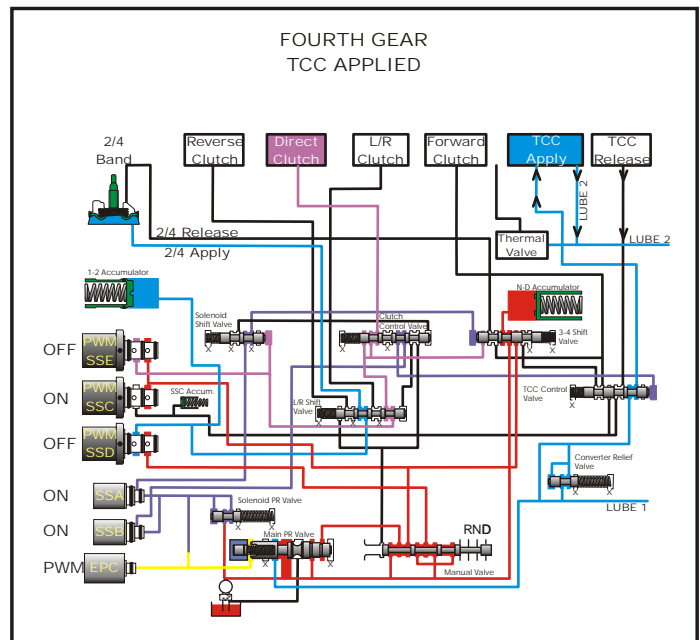 FOURTH GEAR
TCC APPLIED
2/4
Band
Reverse
Clutch
Direct
Clutch
L/R
Clutch
Forward
Clutch
TCC
Apply
TCC
Release
LUBE 2
2/4 Release
2/4 Apply
Thermal
Valve
LUBE 2
1-2 Accumulator
N-D Accumulator
Solenoid
Shift Valve
Clutch
Control Valve
3-4 Shift
Valve
OFF
PWM
SSE
X
X
X
X
X
X
ON
PWM
SSC
SSC Accum.
TCC Control
Valve
X
L/R Shift
Valve
X
X
OFF
PWM
SSD
Converter Relief
Valve
X
X
ON
SSA
LUBE 1
Solenoid PR Valve
X
X
ON
SSB
Main PR Valve
RND
PWM
EPC
X
X
Manual Valve